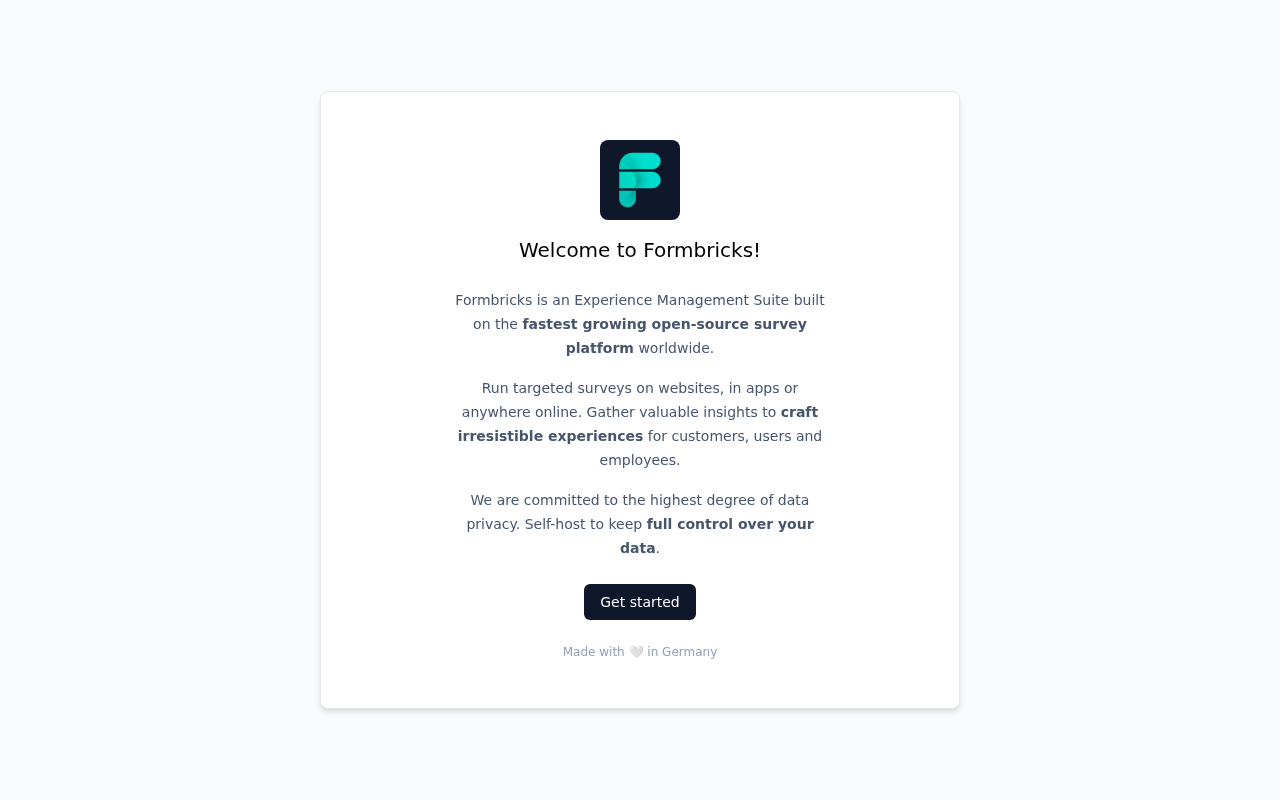 Welcome to Formbricks!
Formbricks is an Experience Management Suite built
on the fastest growing open-source survey
platform worldwide.
Run targeted surveys on websites, in apps or
anywhere online. Gather valuable insights to craft
irresistible experiences for customers, users and
employees.
We are committed to the highest degree of data
privacy. Self-host to keep full control over your
data.
Get started
Made with 🤍 in Germany